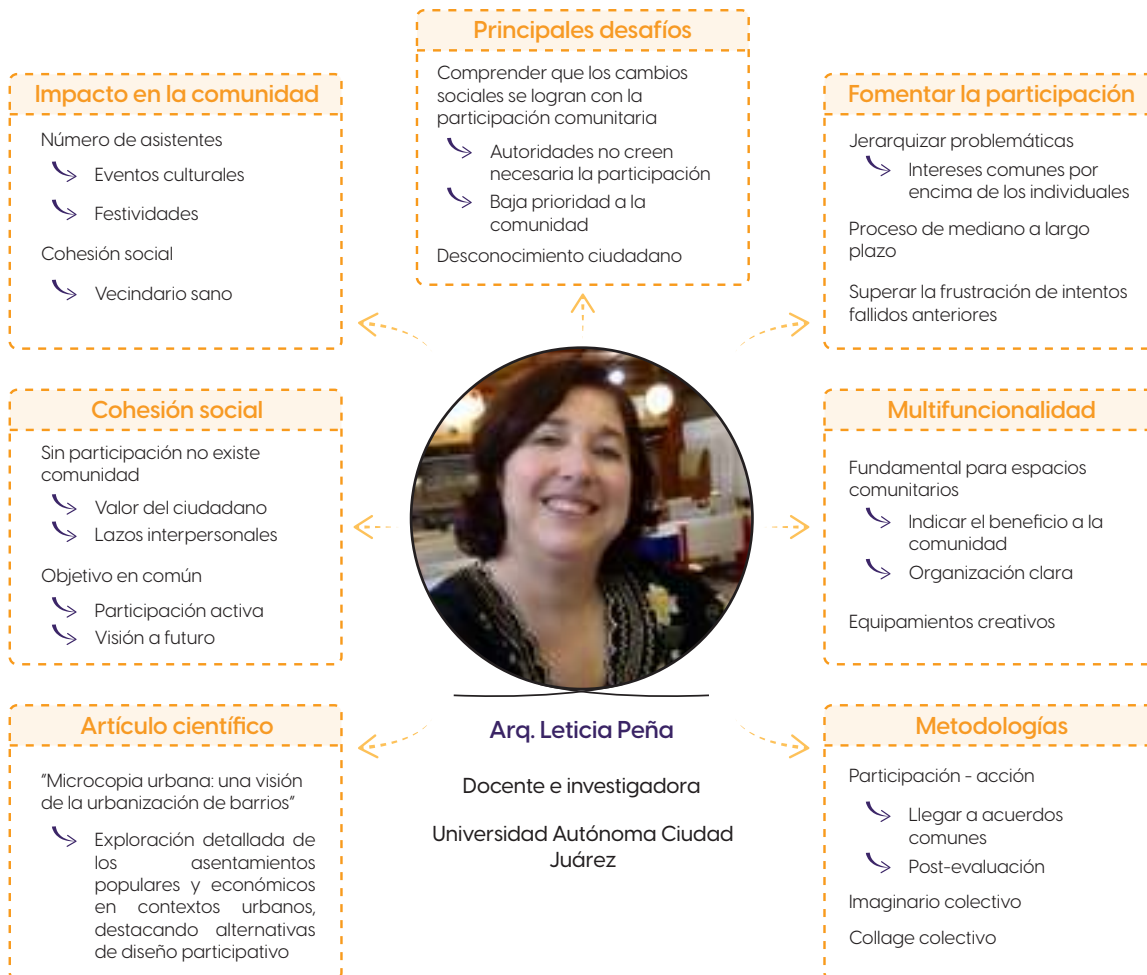 Principales desafíos
Comprender que los cambios
sociales se logran con la
participación comunitaria
Autoridades no creen
necesaria la participación
Baja prioridad a la
comunidad
Desconocimiento ciudadano
Impacto en la comunidad
Número de asistentes
Eventos culturales
Festividades
Cohesión social
Vecindario sano
Fomentar la participación
Jerarquizar problemáticas
Intereses comunes por
encima de los individuales
Proceso de mediano a largo
plazo
Superar la frustración de intentos
fallidos anteriores
Cohesión social
Sin participación no existe
comunidad
Valor del ciudadano
Lazos interpersonales
Objetivo en común
Participación activa
Visión a futuro
Multifuncionalidad
Fundamental para espacios
comunitarios
Indicar el beneficio a la
comunidad
Organización clara
Equipamientos creativos
Artículo científico
"Microcopia urbana: una visión
de la urbanización de barrios"
Exploración detallada de
los asentamientos
populares y económicos
en contextos urbanos,
destacando alternativas
de diseño participativo
Arq. Leticia Peña
Docente e investigadora
Universidad Autónoma Ciudad
Juárez
Metodologías
Participación - acción
Llegar a acuerdos
comunes
Post-evaluación
Imaginario colectivo
Collage colectivo